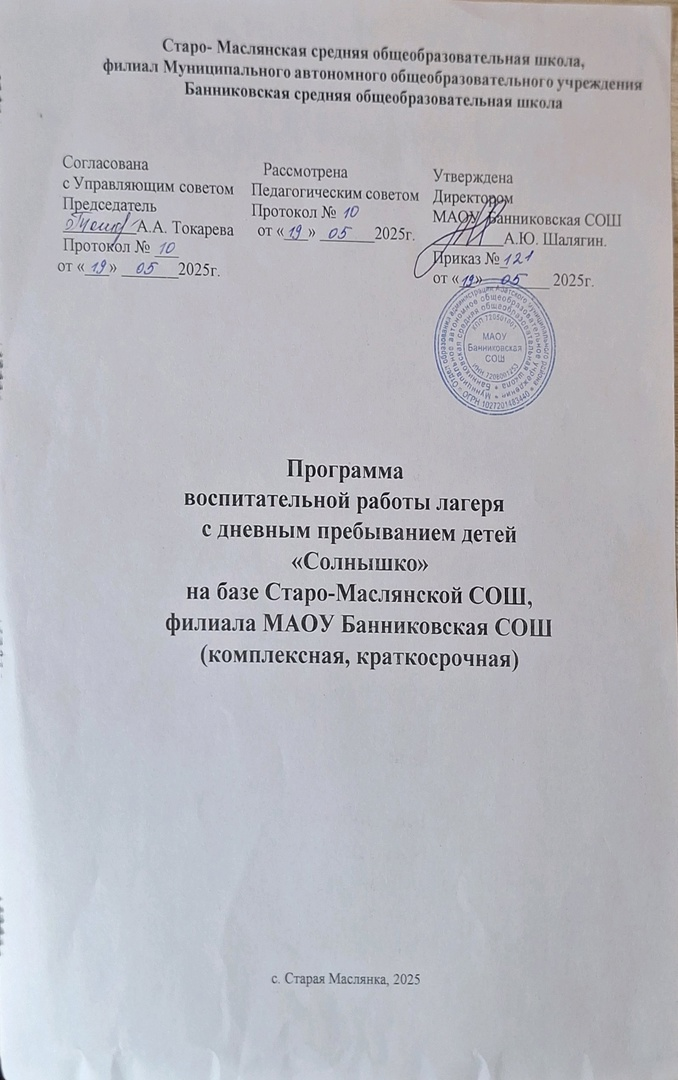 Старо- Маслянская средняя общеобразовательная школа,
филиал Муниципального автономного общеобразовательного учреждения
Банниковская средняя общеобразовательная школа
Согласована
с Управляющим советом
Председатель
А.А. Токарева
Протокол № 10
от « 19 » 05 2025г.
Рассмотрена
Педагогическим советом
Протокол № 10
от « 19 » 05 2025г.
Утверждена
Директором
МАОУ Банниковская СОШ
А.Ю. Шалягин.
Приказ № 121
от « 19 » 05 2025г.
МАОУ
Банниковская
СОШ
Программа
воспитательной работы лагеря
с дневным пребыванием детей
«Солнышко»
на базе Старо-Маслянской СОШ,
филиала МАОУ Банниковская СОШ
(комплексная, краткосрочная)
с. Старая Маслянка, 2025